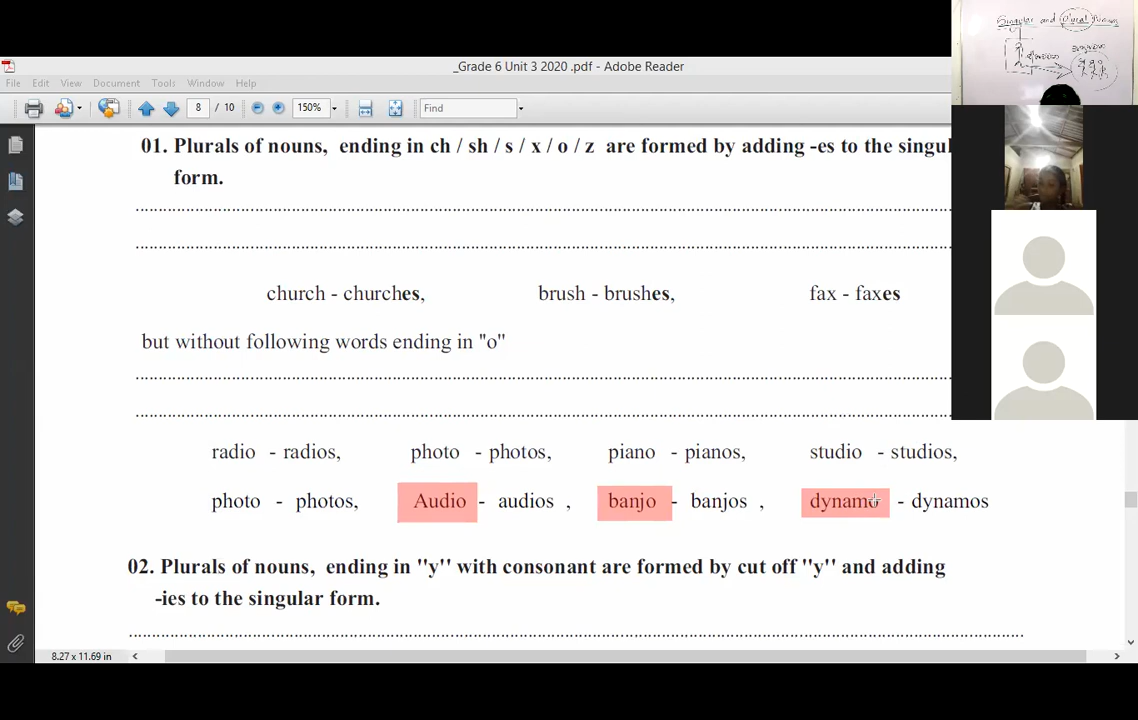 Singular and Plural Nouns
_Grade 6 Unit 3 2020 .pdf - Adobe Reader
File Edit View Document Tools Window Help
8 / 10 150% Find
01. Plurals of nouns, ending in ch / sh / s / x / o / z are formed by adding -es to the singul
form.
church - churches, brush - brushes, fax - faxes
but without following words ending in "o"
radio - radios, photo - photos, piano - pianos, studio - studios,
photo - photos, Audio - audios , banjo - banjos , dynamo - dynamos
02. Plurals of nouns, ending in "y" with consonant are formed by cut off "y" and adding
-ies to the singular form.
8.27 x 11.69 in